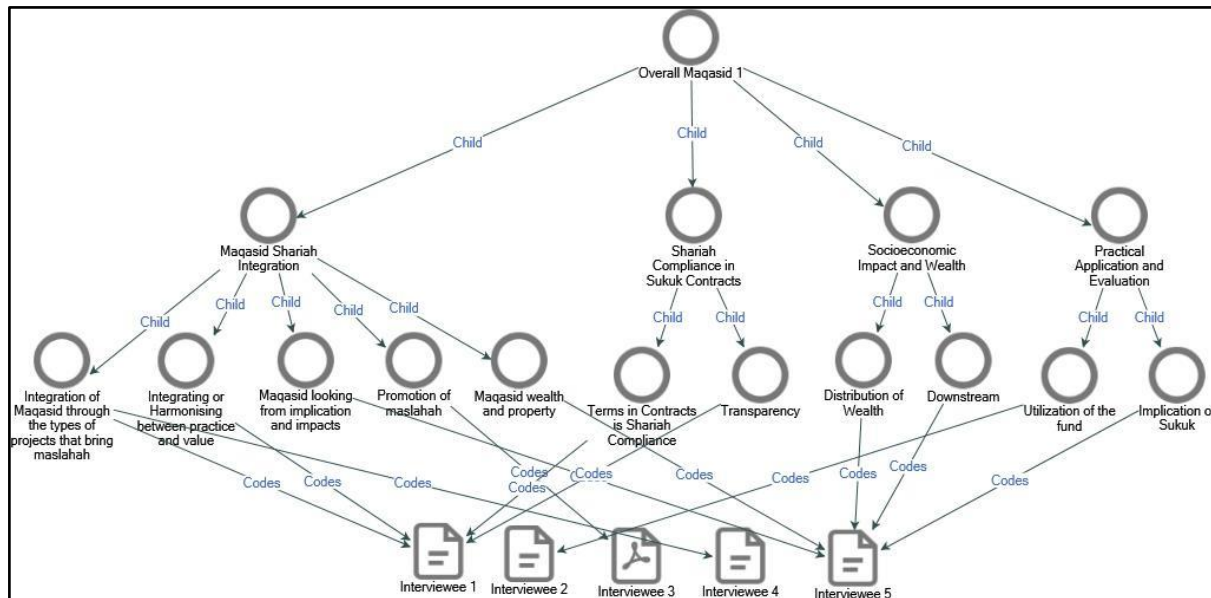 Overall Maqasid 1
Child
Child
Child
Child
Maqasid Shariah
Integration
Shariah
Compliance in
Sukuk Contracts
Socioeconomic
Impact and Wealth
Practical
Application and
Evaluation
Child
Child
Child
Child
Child
Child
Child
Child
Child
Child
Child
Integration of
Maqasid through
the types of
projects that bring
maslahah
Integrating or
Harmonising
between practice
and value
Maqasid looking
from implication
and impacts
Promotion of
maslahah
Maqasid wealth
and property
Terms in Contracts
is Shariah
Compliance
Transparency
Distribution of
Wealth
Downstream
Utilization of the
fund
Implication o
Sukuk
Codes
Codes
Codes
Codes
Codes
Codes
Codes
Codes
Codes
Codes
Codes
Interviewee 1
Interviewee 2
Interviewee 3
Interviewee 4
Interviewee 5